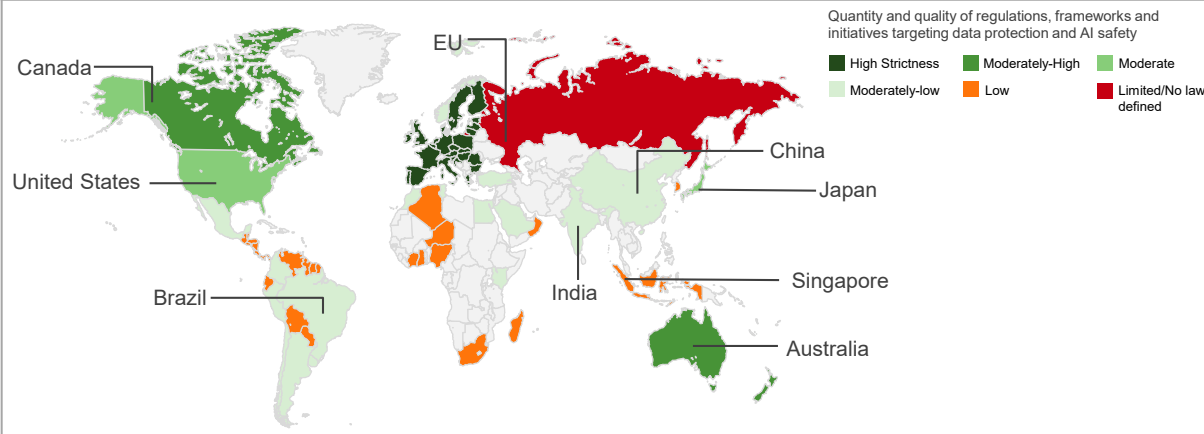 Quantity and quality of regulations, frameworks and
initiatives targeting data protection and AI safety
High Strictness
Moderately-High
Moderate
Moderately-low
Low
Limited/No law
defined
EU
Canada
China
United States
Japan
Singapore
India
Brazil
Australia